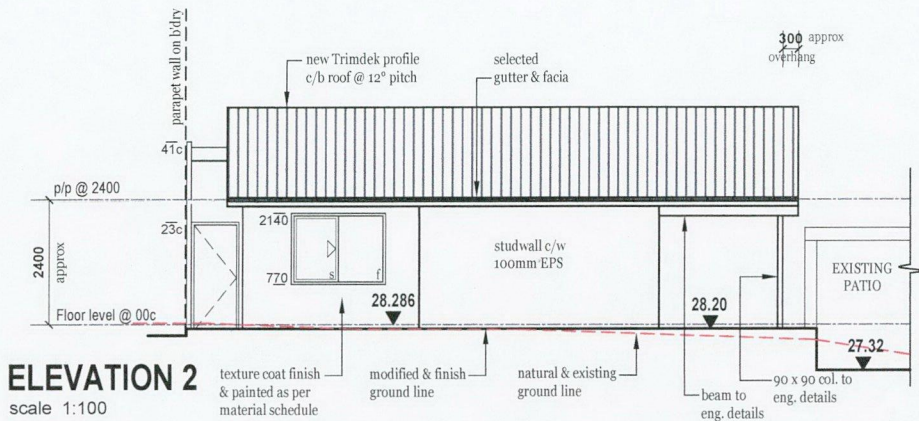 parapet wall on b'dry
new Trimdek profile
c/b roof @ 12° pitch
selected
gutter & facia
300 approx
overhang
41c
p/p @ 2400
2400
approx
23c
2140
770
s
f
studwall c/w
100mm EPS
EXISTING
PATIO
Floor level @ 00c
28.286
28.20
27.32
ELEVATION 2
scale 1:100
texture coat finish
& painted as per
material schedule
modified & finish
ground line
natural & existing
ground line
beam to
eng. details
90 x 90 col. to
eng. details